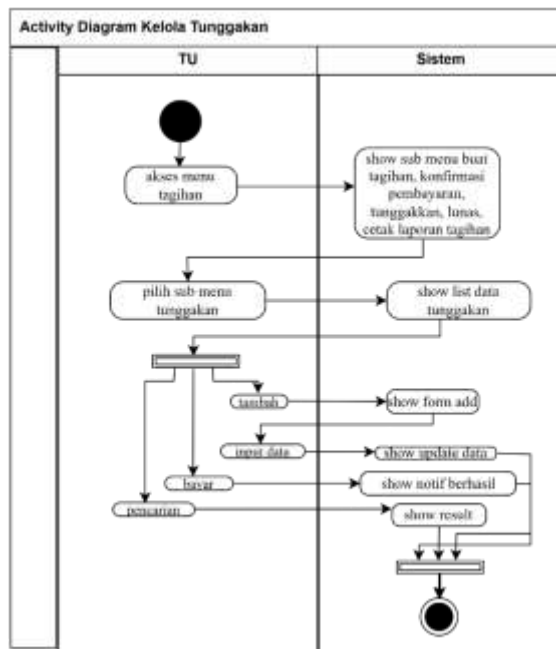 Activity Diagram Kelola Tunggakan
TU
Sistem
akses menu
tagihan
show sub menu buat
tagihan, konfirmasi
pembayaran,
tunggakkan, lunas,
cetak laporan tagihan
pilih sub menu
tunggakan
show list data
tunggakan
tambah
show form add
input data
show update data
bayar
show notif berhasil
pencarian
show result